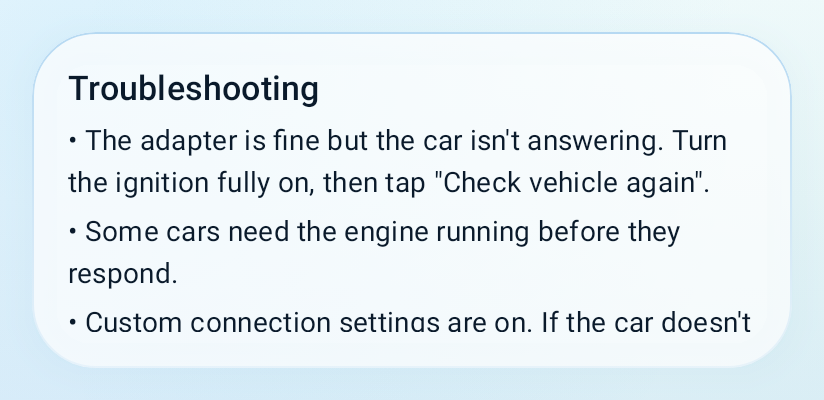 Troubleshooting
• The adapter is fine but the car isn't answering. Turn
the ignition fully on, then tap "Check vehicle again".
• Some cars need the engine running before they
respond.
• Custom connection settings are on. If the car doesn't